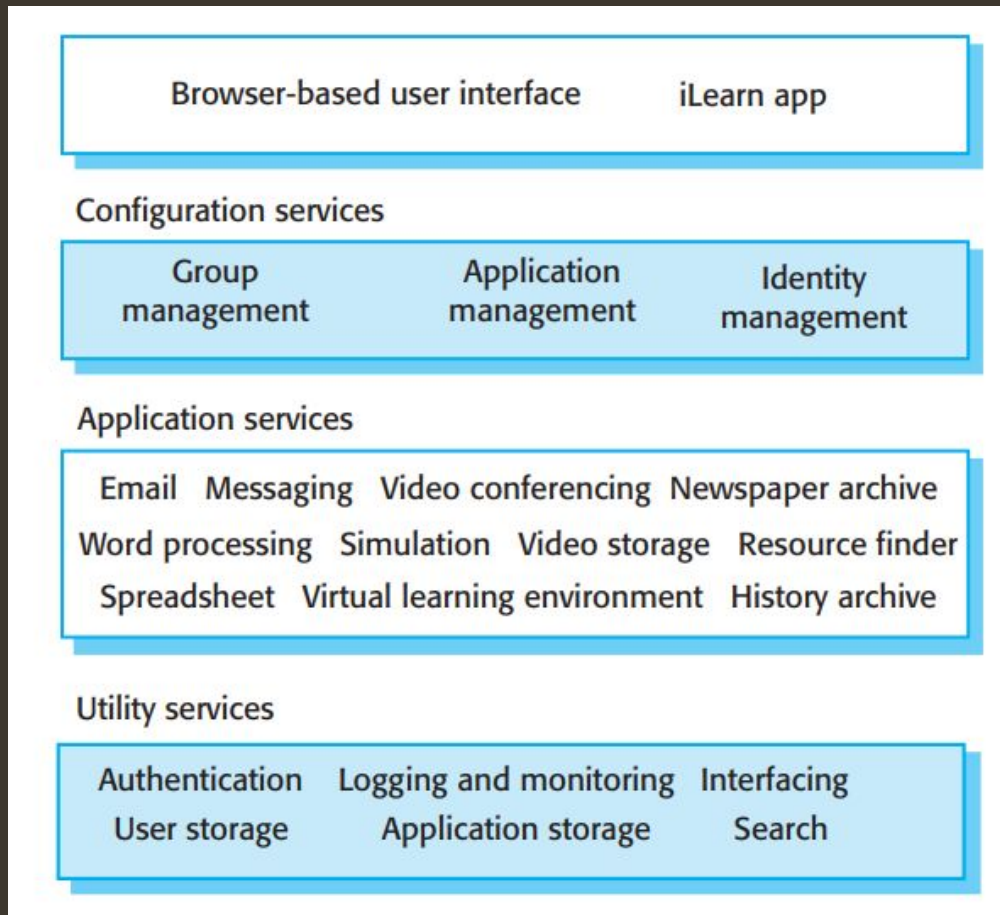 Browser-based user interface iLearn app
Configuration services
Group management Application management Identity management
Application services
Email Messaging Video conferencing Newspaper archive
Word processing Simulation Video storage Resource finder
Spreadsheet Virtual learning environment History archive
Utility services
Authentication Logging and monitoring Interfacing
User storage Application storage Search